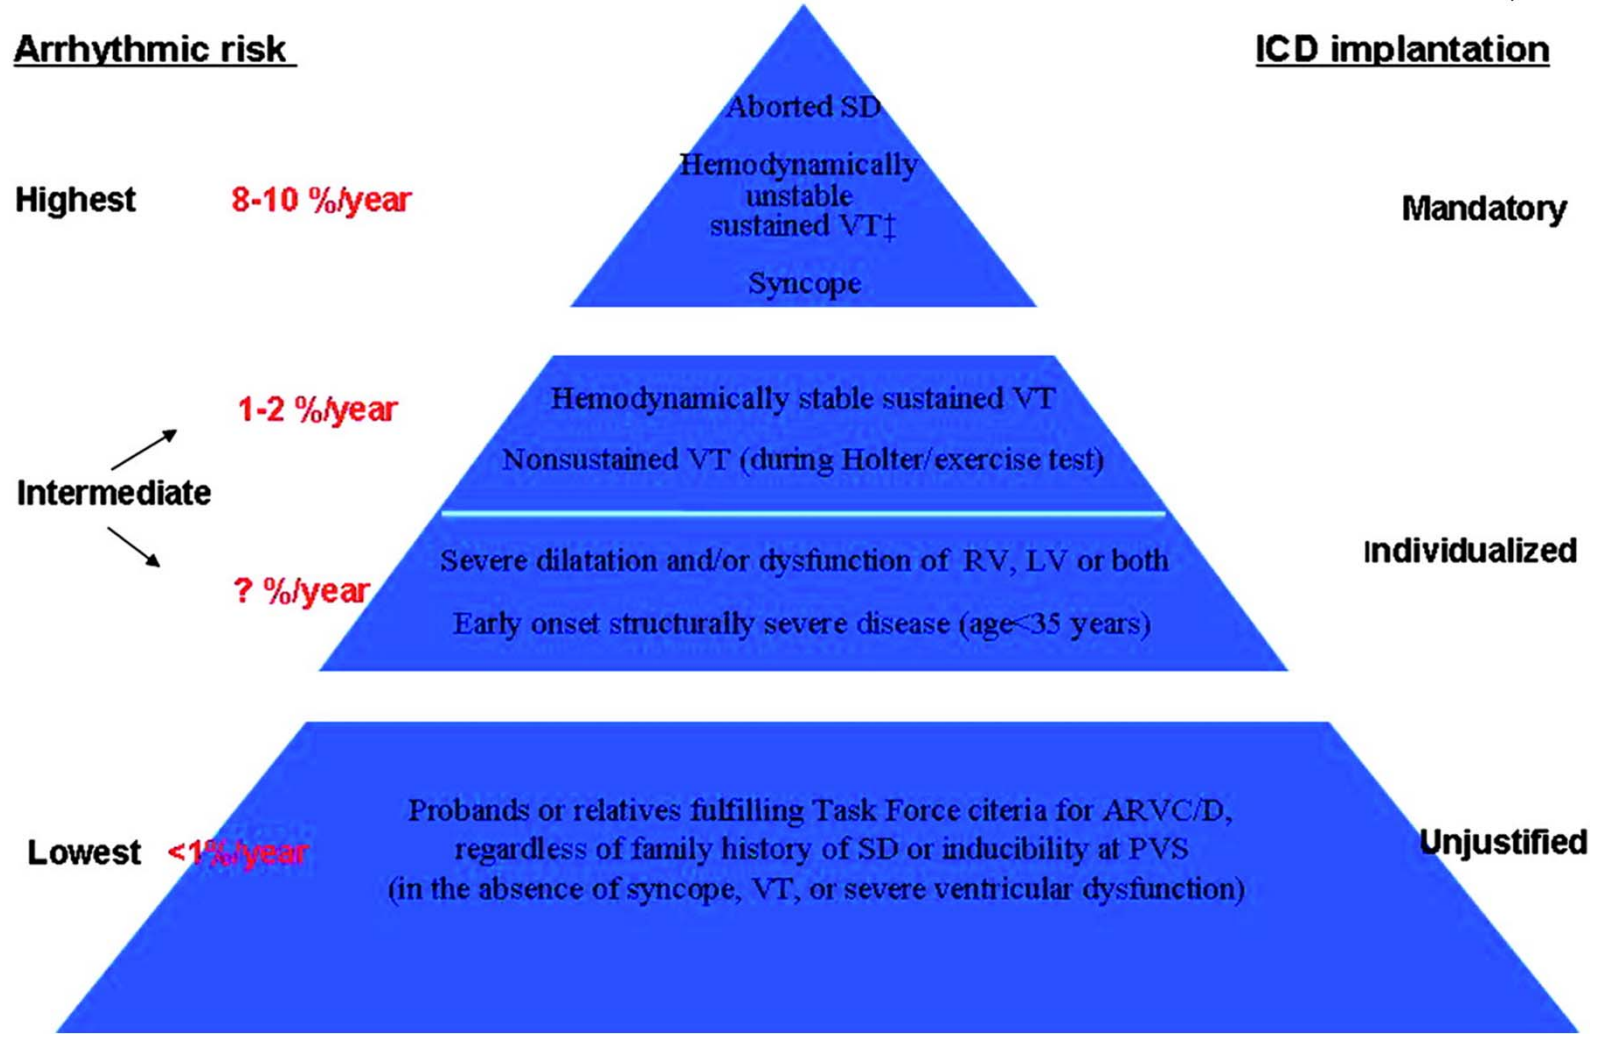 Arrhythmic risk
ICD implantation
Aborted SD
Hemodynamically
unstable
sustained VT‡
Syncope
Highest
8-10 %/year
Mandatory
Hemodynamically stable sustained VT
Nonsustained VT (during Holter/exercise test)
1-2 %/year
Intermediate
? %/year
Severe dilatation and/or dysfunction of RV, LV or both
Early onset structurally severe disease (age<35 years)
Individualized
Probands or relatives fulfilling Task Force citeria for ARVC/D,
regardless of family history of SD or inducibility at PVS
(in the absence of syncope, VT, or severe ventricular dysfunction)
Lowest
<1%/year
Unjustified